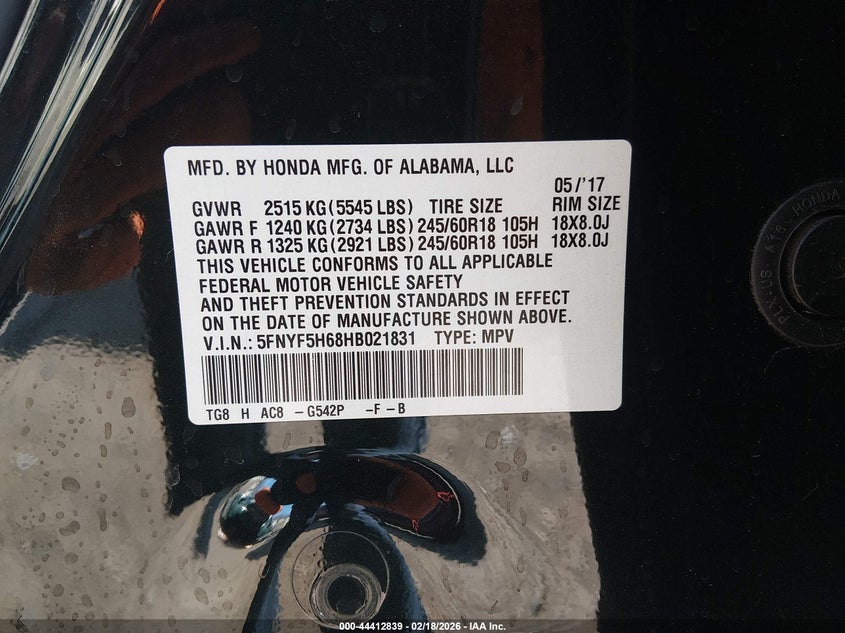 MFD. BY HONDA MFG. OF ALABAMA, LLC
05/'17
GVWR 2515 KG (5545 LBS) TIRE SIZE RIM SIZE
GAWR F 1240 KG (2734 LBS) 245/60R18 105H 18X8.0J
GAWR R 1325 KG (2921 LBS) 245/60R18 105H 18X8.0J
THIS VEHICLE CONFORMS TO ALL APPLICABLE
FEDERAL MOTOR VEHICLE SAFETY
AND THEFT PREVENTION STANDARDS IN EFFECT
ON THE DATE OF MANUFACTURE SHOWN ABOVE.
V.I.N.: 5FNYF5H68HB021831 TYPE: MPV
TG8 H AC8 – G542P – F – B
HONDA
000-44412839 - 02/18/2026 - IAA Inc.